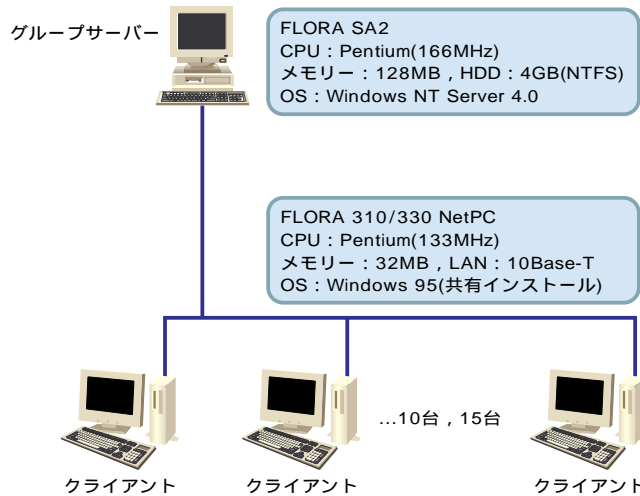 グループサーバー
FLORA SA2
CPU：Pentium(166MHz)
メモリー：128MB，HDD：4GB(NTFS)
OS：Windows NT Server 4.0
FLORA 310/330 NetPC
CPU：Pentium(133MHz)
メモリー：32MB，LAN：10Base-T
OS：Windows 95(共有インストール)
…10台，15台
クライアント
クライアント
クライアント